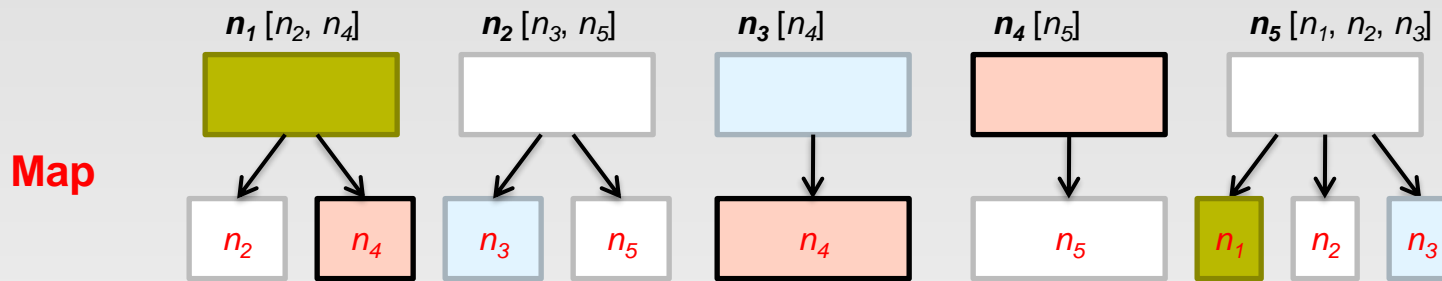 n₁ [n₂, n₄] n₂ [n₃, n₅] n₃ [n₄] n₄ [n₅] n₅ [n₁, n₂, n₃]
Map
n₂ n₄ n₃ n₅ n₄ n₅ n₁ n₂ n₃